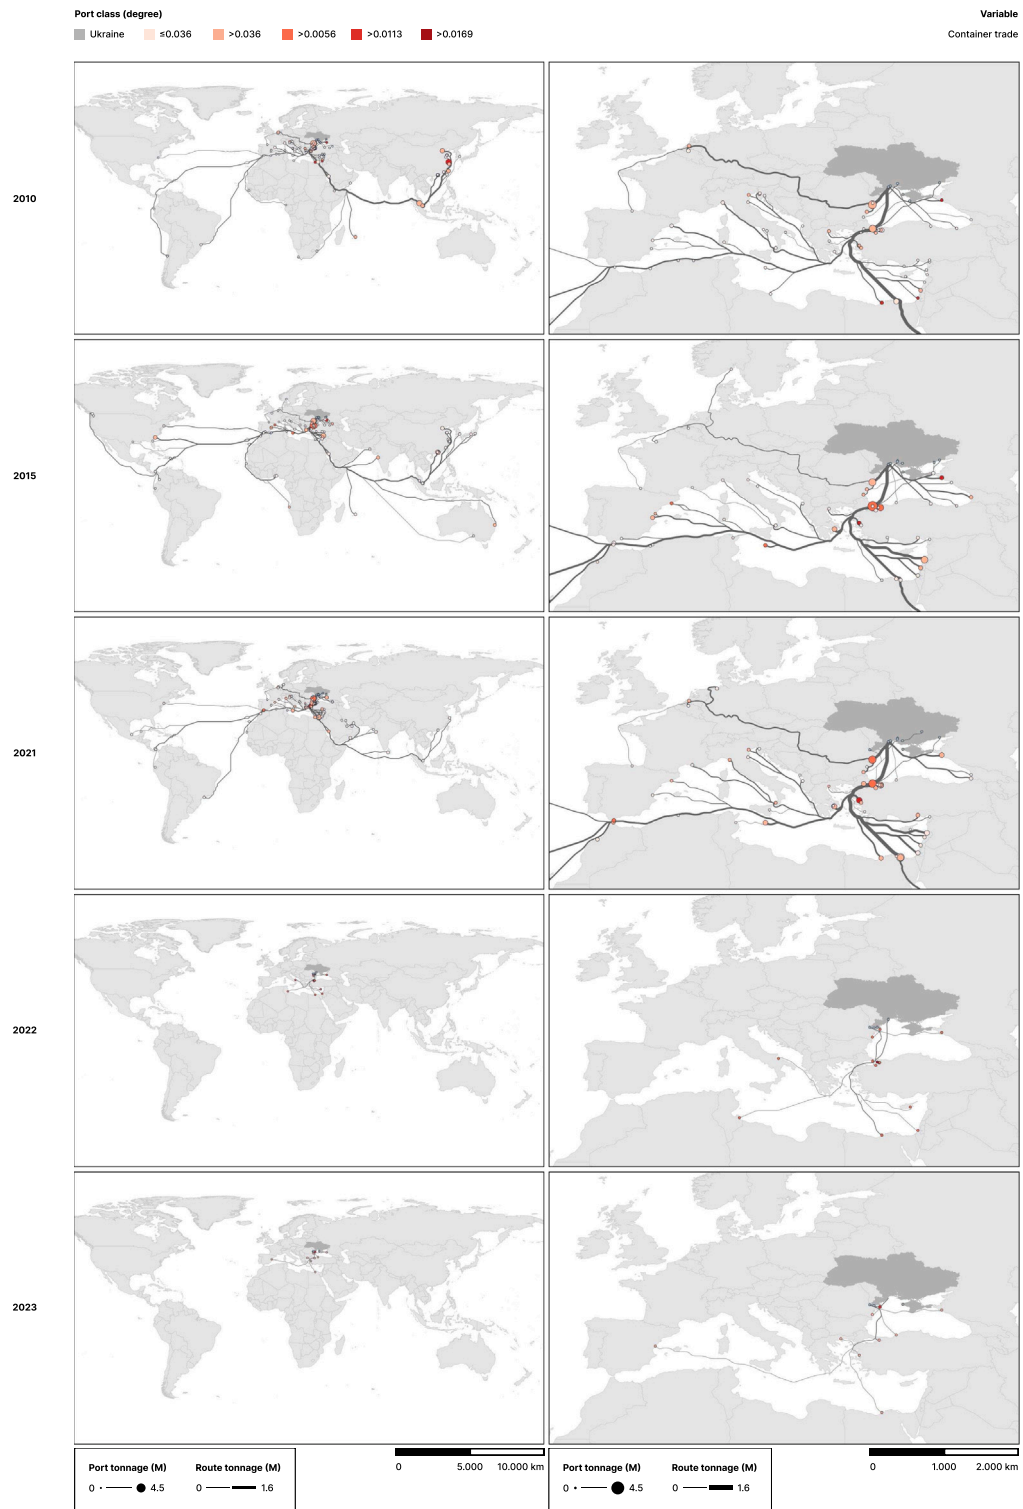 Port class (degree)
Variable
Ukraine ≤0.036 >0.036 >0.0056 >0.0113 >0.0169
Container trade
2010
2015
2021
2022
2023
Port tonnage (M) Route tonnage (M)
0 4.5 0 1.6
0 5.000 10.000 km
Port tonnage (M) Route tonnage (M)
0 4.5 0 1.6
0 1.000 2.000 km